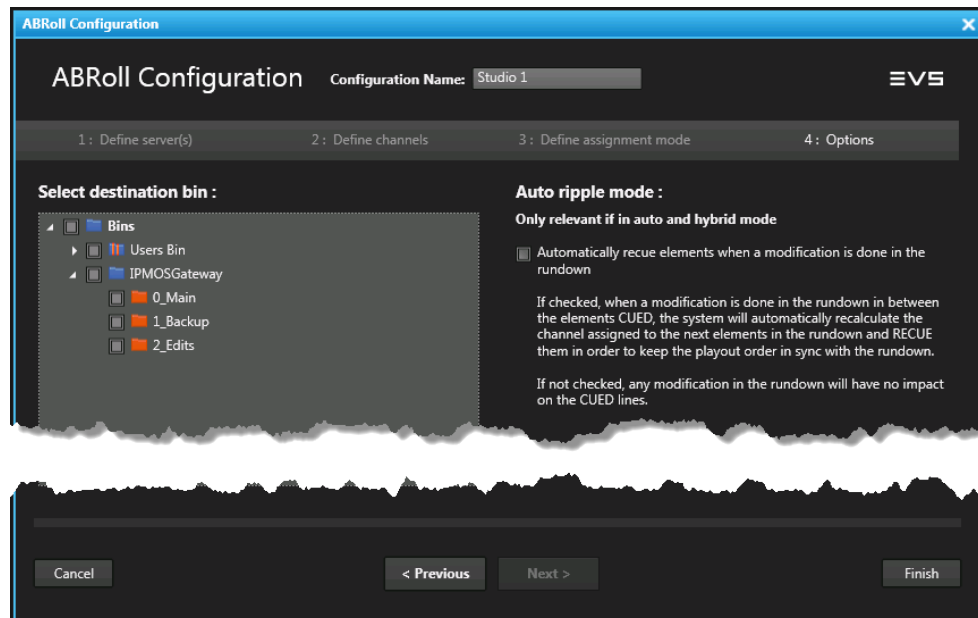 ABRoll Configuration
X
ABRoll Configuration
Configuration Name: Studio 1
EVS
1 : Define server(s)
2 : Define channels
3 : Define assignment mode
4 : Options
Select destination bin :
Bins
Users Bin
IPMOSGateway
0_Main
1_Backup
2_Edits
Auto ripple mode :
Only relevant if in auto and hybrid mode
Automatically recue elements when a modification is done in the
rundown
If checked, when a modification is done in the rundown in between
the elements CUED, the system will automatically recalculate the
channel assigned to the next elements in the rundown and RECUE
them in order to keep the playout order in sync with the rundown.
If not checked, any modification in the rundown will have no impact
on the CUED lines.
Cancel
< Previous
Next >
Finish